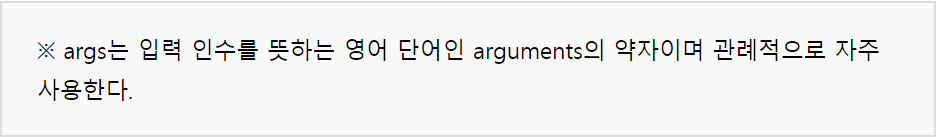 ※ args는 입력 인수를 뜻하는 영어 단어인 arguments의 약자이며 관례적으로 자주
사용한다.